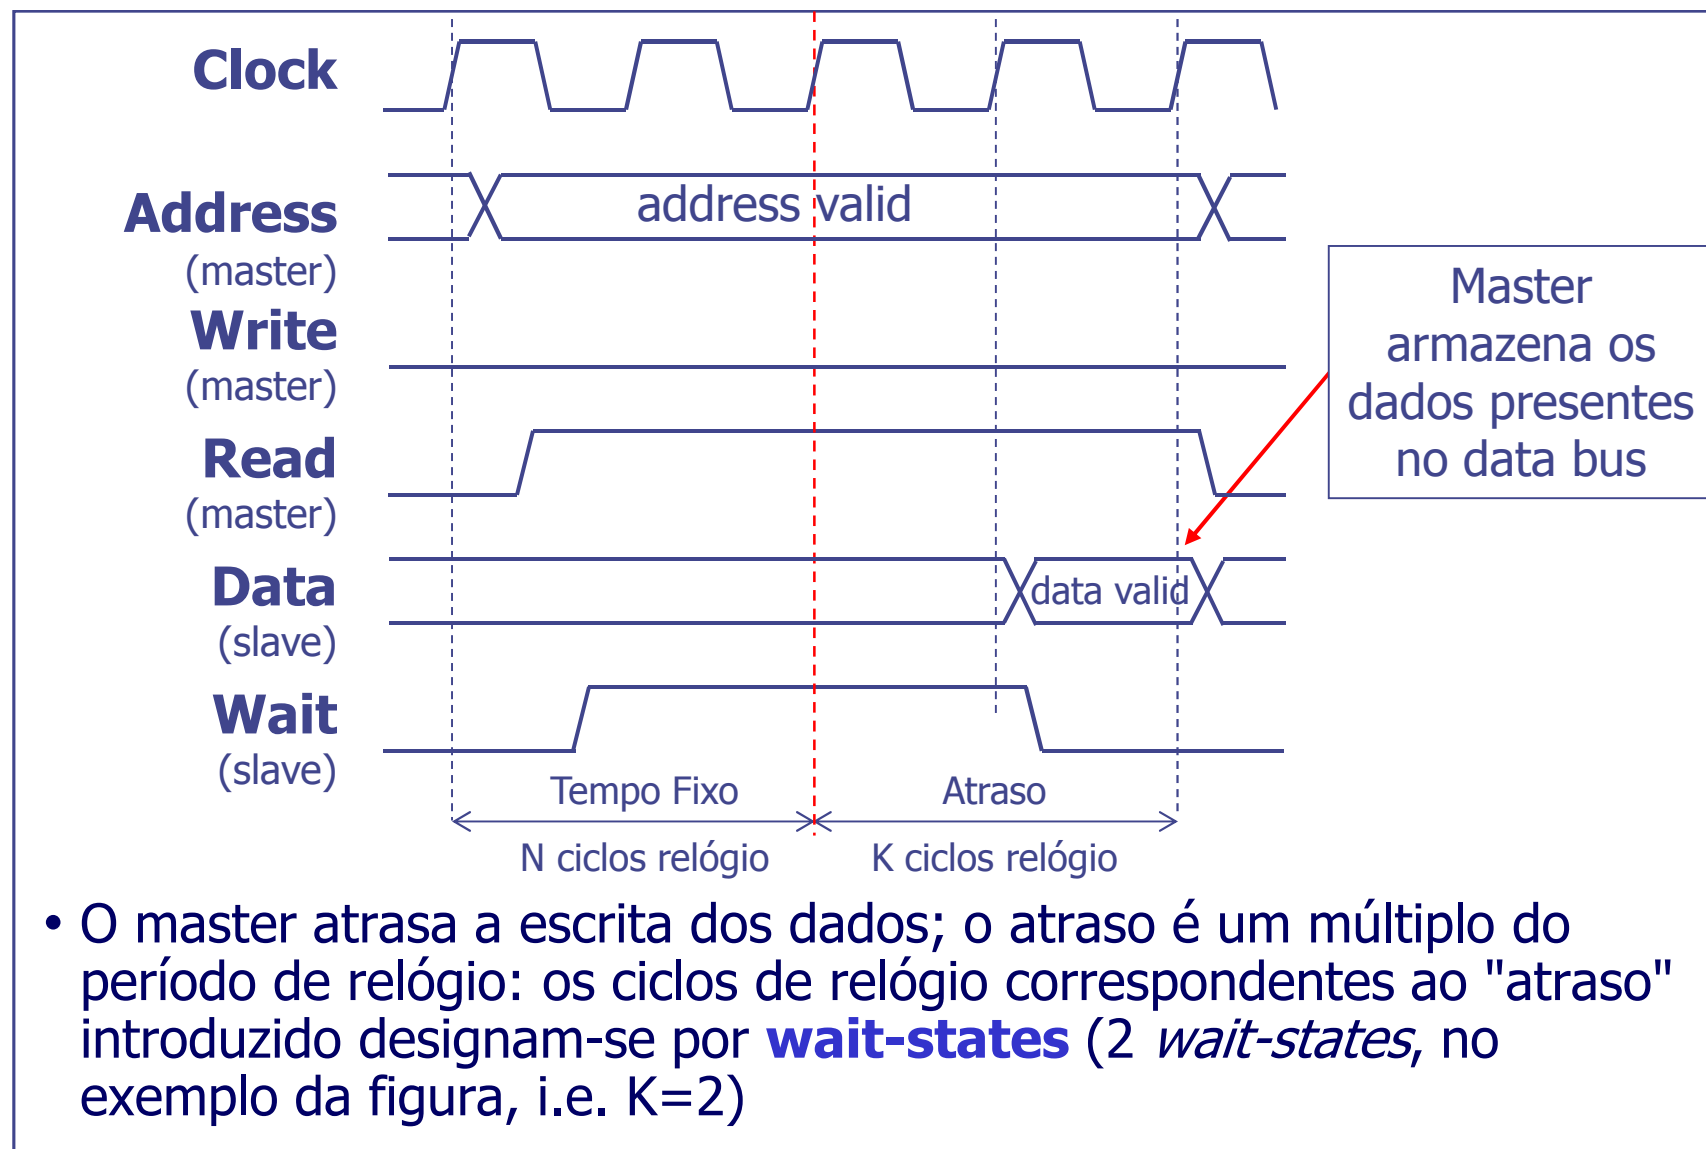 Clock
Address
(master)
address valid
Write
(master)
Read
(master)
Data
(slave)
data valid
Wait
(slave)
Master
armazena os
dados presentes
no data bus
Tempo Fixo
Atraso
N ciclos relógio
K ciclos relógio
• O master atrasa a escrita dos dados; o atraso é um múltiplo do
período de relógio: os ciclos de relógio correspondentes ao "atraso"
introduzido designam-se por wait-states (2 wait-states, no
exemplo da figura, i.e. K=2)